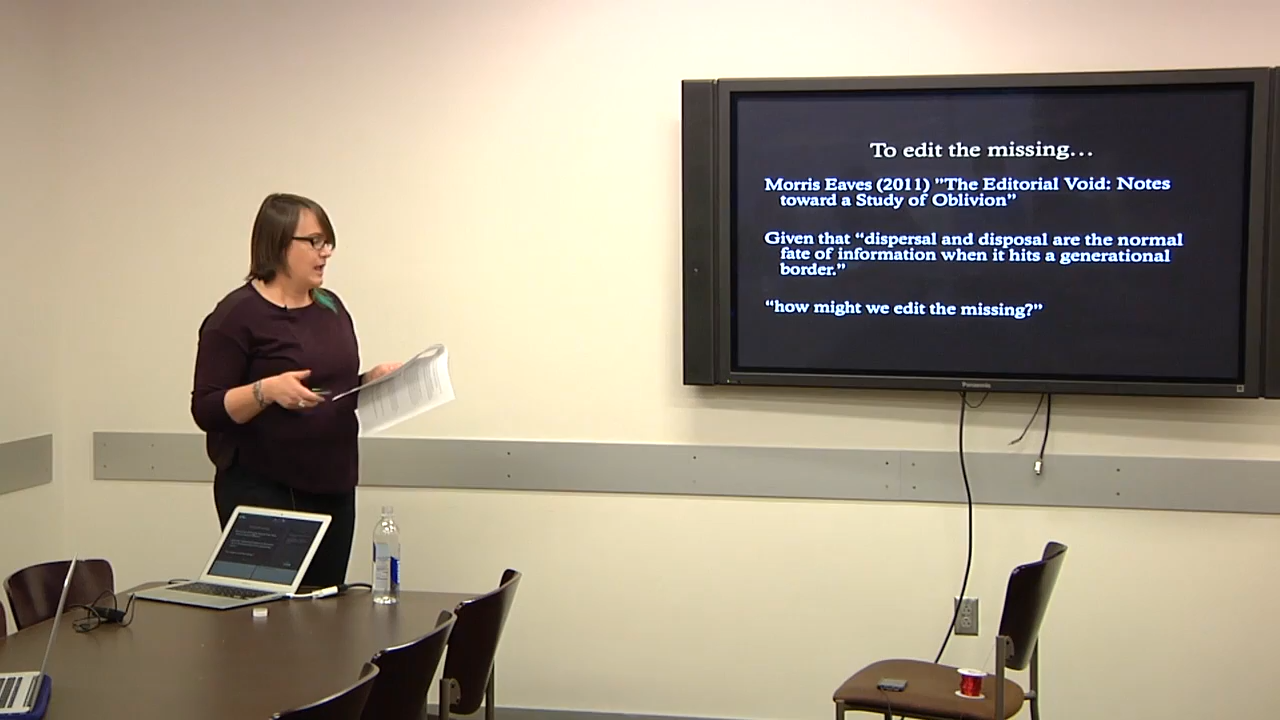 To edit the missing...
Morris Eaves (2011) "The Editorial Void: Notes
toward a Study of Oblivion"
Given that “dispersal and disposal are the normal
fate of information when it hits a generational
border.”
“how might we edit the missing?”
Panasonic